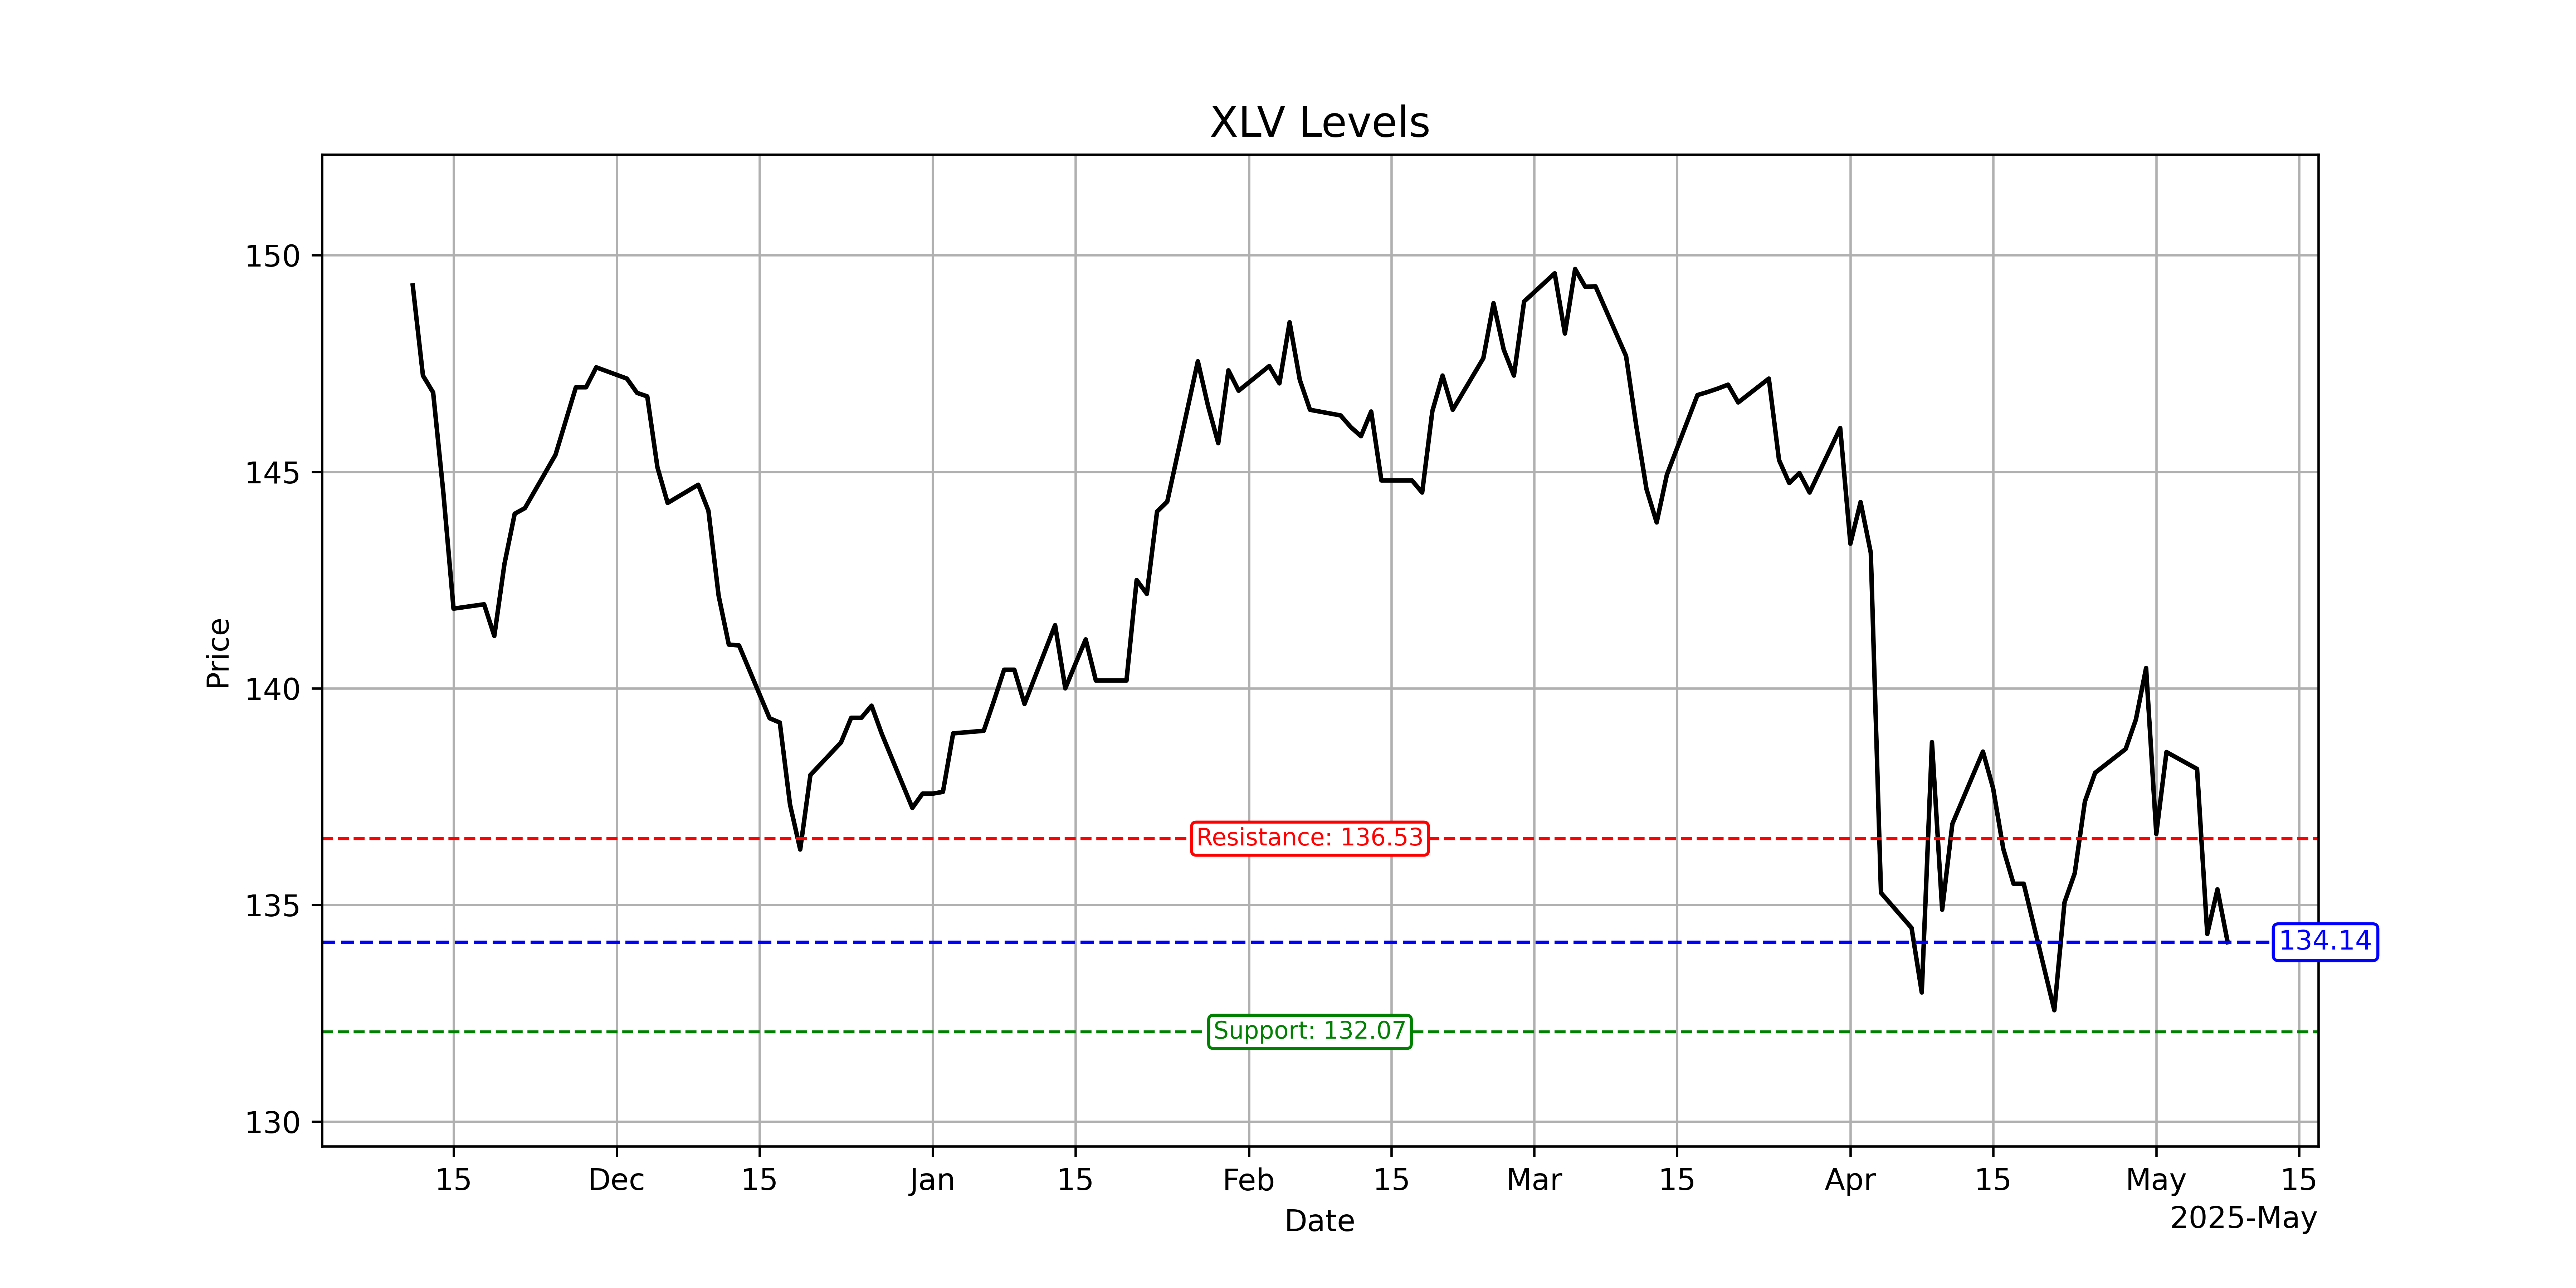 XLV Levels
Price
150
145
140
135
130
Resistance: 136.53
134.14
Support: 132.07
15 Dec 15 Jan 15 Feb 15 Mar 15 Apr 15 May 15
Date
2025-May